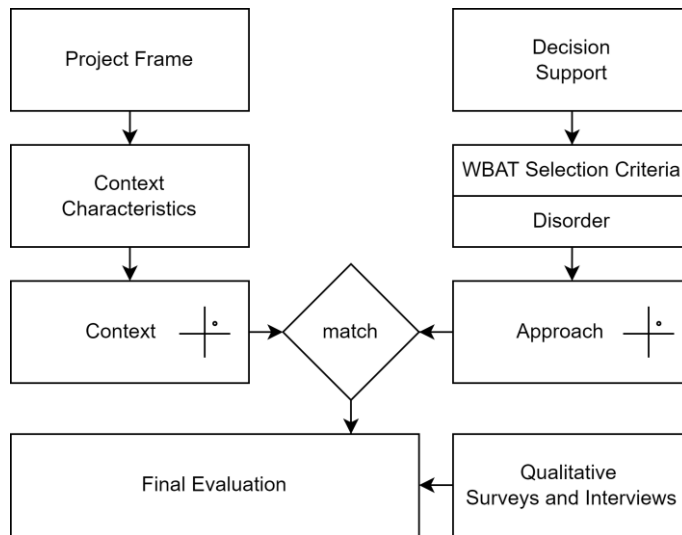 Project Frame
Decision
Support
Context
Characteristics
WBAT Selection Criteria
Disorder
Context
match
Approach
Final Evaluation
Qualitative
Surveys and Interviews